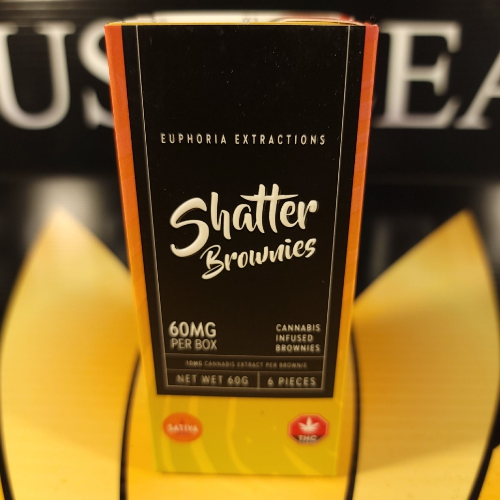 EUPHORIA EXTRACTIONS
Shatter
Brownies
60MG
PER BOX
CANNABIS
INFUSED
BROWNIES
10MG CANNABIS EXTRACT PER BROWNIE
NET WET 60G
6 PIECES
SATIVA
THC